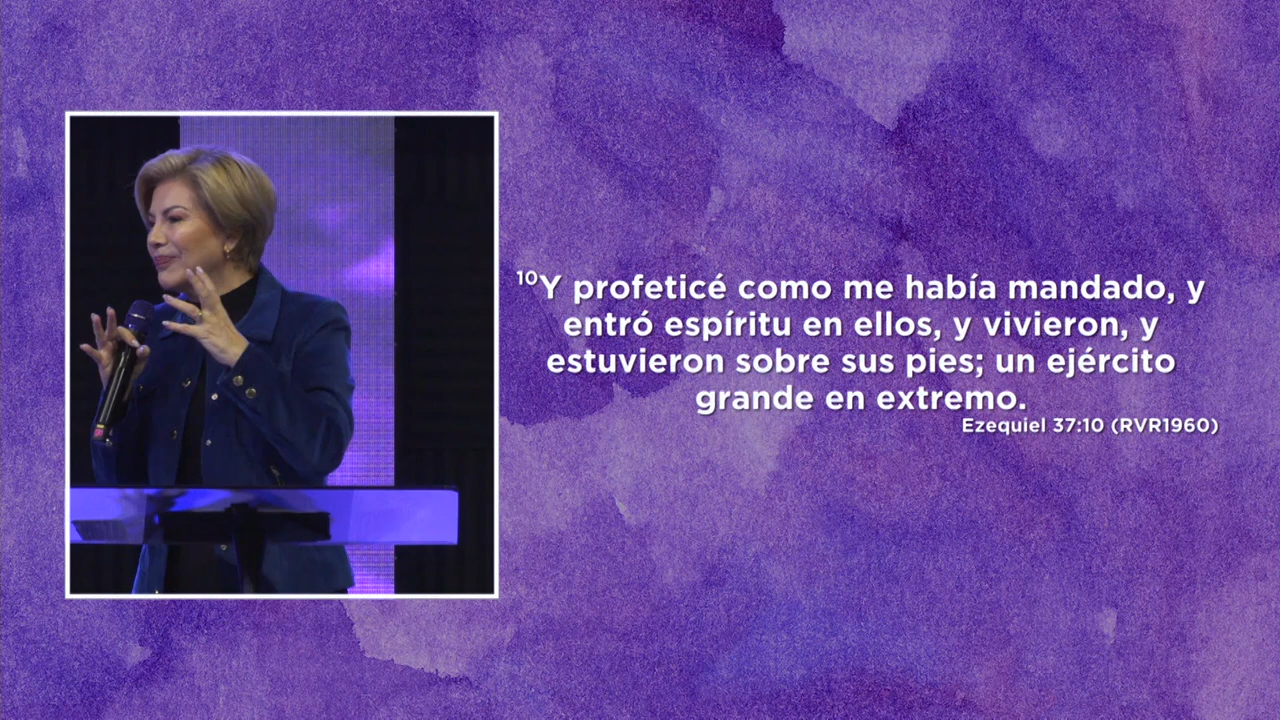 ¹⁰Y profeticé como me había mandado, y
entró espíritu en ellos, y vivieron, y
estuvieron sobre sus pies; un ejército
grande en extremo.
Ezequiel 37:10 (RVR1960)